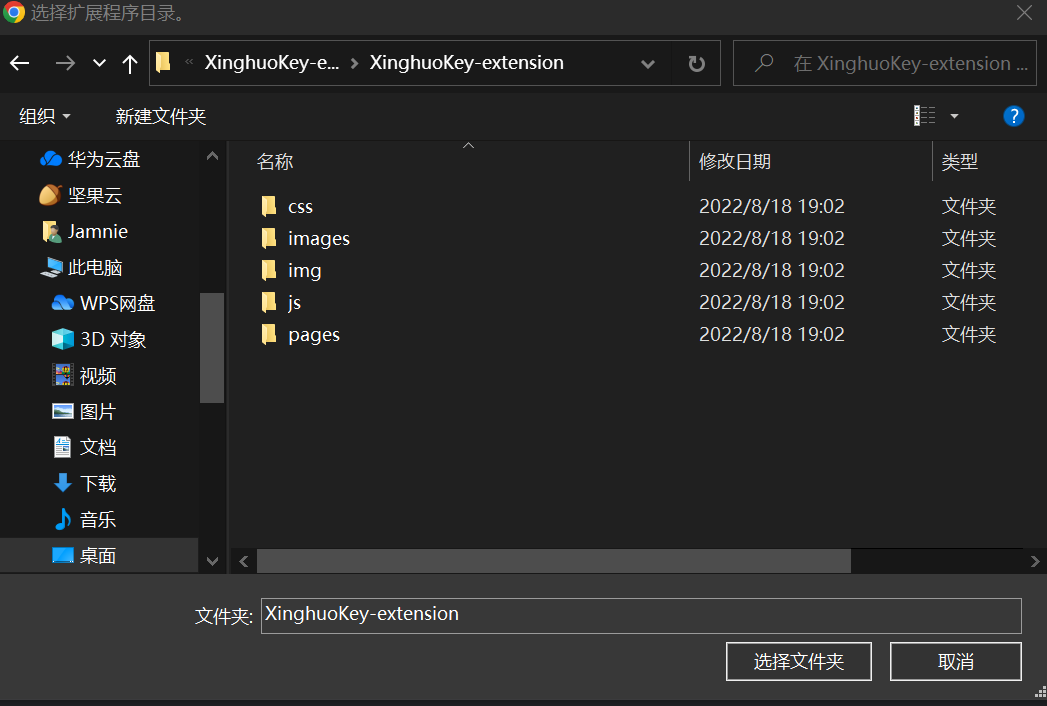 选择扩展程序目录。
« XinghuoKey-e... › XinghuoKey-extension
在 XinghuoKey-extension ...
组织 新建文件夹
名称 修改日期 类型
华为云盘
坚果云
Jamnie
此电脑
WPS网盘
3D 对象
视频
图片
文档
下载
音乐
桌面
css 2022/8/18 19:02 文件夹
images 2022/8/18 19:02 文件夹
img 2022/8/18 19:02 文件夹
js 2022/8/18 19:02 文件夹
pages 2022/8/18 19:02 文件夹
文件夹: XinghuoKey-extension
选择文件夹 取消